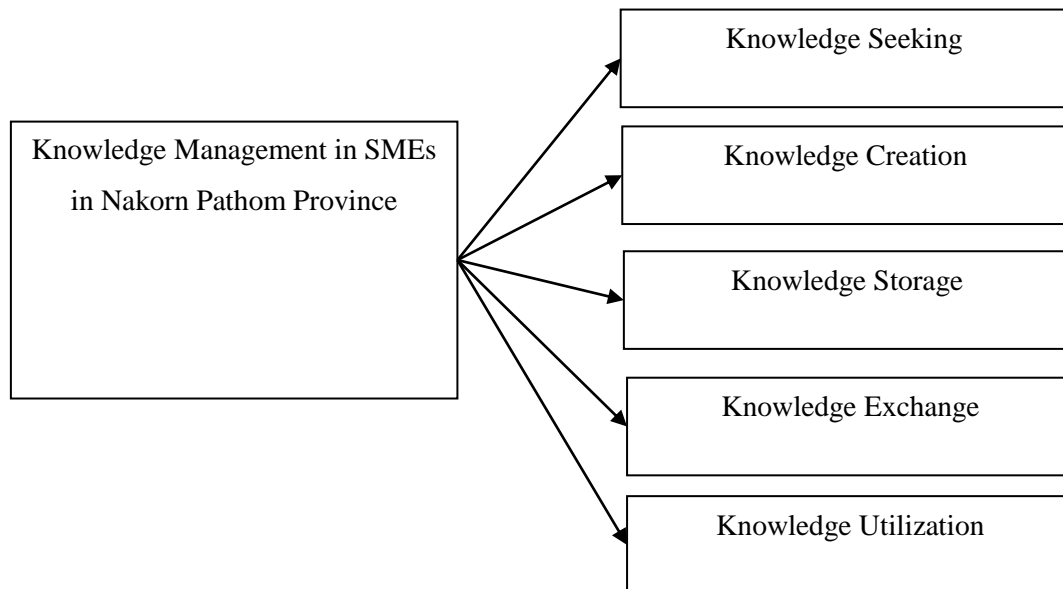 Knowledge Management in SMEs
in Nakorn Pathom Province
Knowledge Seeking
Knowledge Creation
Knowledge Storage
Knowledge Exchange
Knowledge Utilization